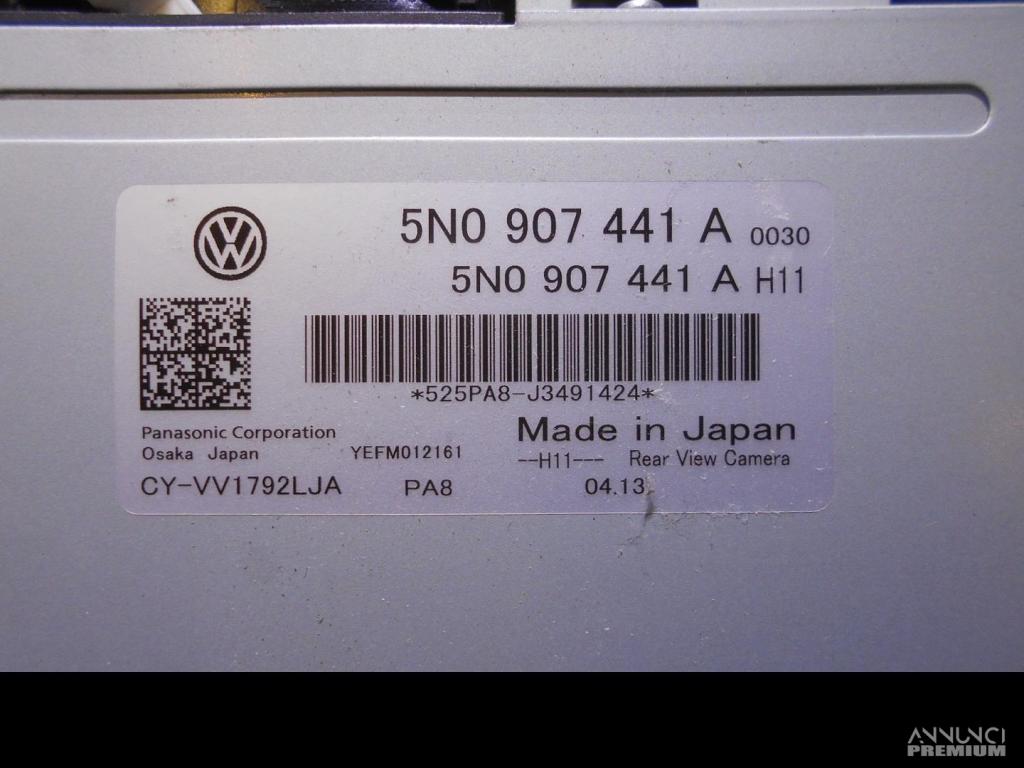 5N0 907 441 A 0030
5N0 907 441 A H11
*525PA8-J3491424*
Panasonic Corporation
Made in Japan
Osaka Japan YEFM012161
--H11--- Rear View Camera
CY-VV1792LJA PA8 04.13
ANNUNCI
PREMIUM